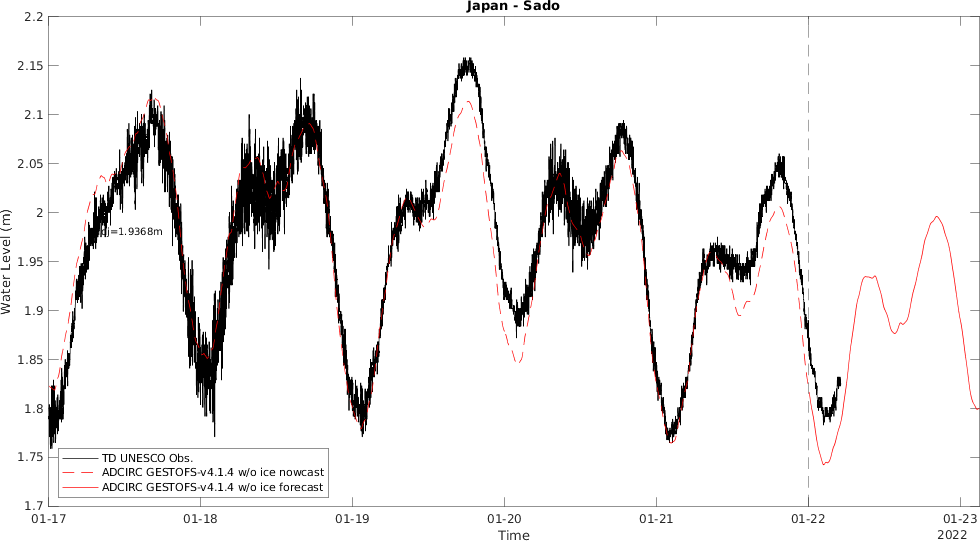 Japan - Sado
2.2
2.15
2.1
2.05
2
1.95
1.9
1.85
1.8
1.75
1.7
Water Level (m)
j=1.9368m
TD UNESCO Obs.
ADCIRC GESTOFS-v4.1.4 w/o ice nowcast
ADCIRC GESTOFS-v4.1.4 w/o ice forecast
01-17 01-18 01-19 01-20 01-21 01-22 01-23
Time
2022